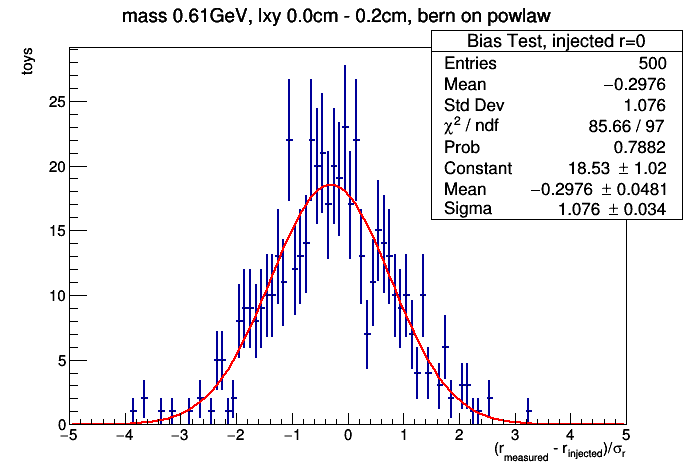 mass 0.61GeV, lxy 0.0cm - 0.2cm, bern on powlaw
Bias Test, injected r=0
Entries 500
Mean −0.2976
Std Dev 1.076
χ² / ndf 85.66 / 97
Prob 0.7882
Constant 18.53 ± 1.02
Mean −0.2976 ± 0.0481
Sigma 1.076 ± 0.034
toys
25
20
15
10
5
0
−5 −4 −3 −2 −1 0 1 2 3 4 5
(r_measured - r_injected)/σ_r